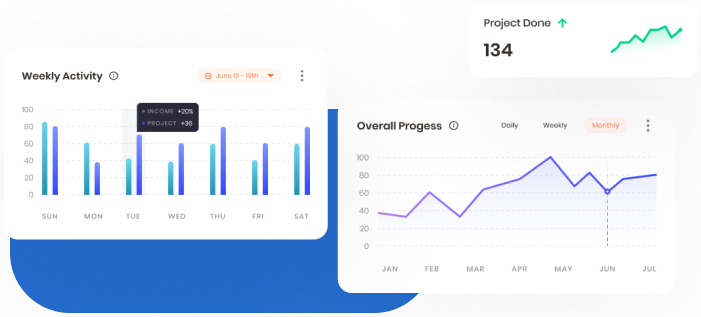 Project Done
134
Weekly Activity
June 12 - 19th
INCOME +20%
PROJECT +36
100
80
60
40
20
0
SUN MON TUE WED THU FRI SAT
Overall Progess
Daily Weekly Monthly
100
80
60
40
20
0
JAN FEB MAR APR MAY JUN JUL